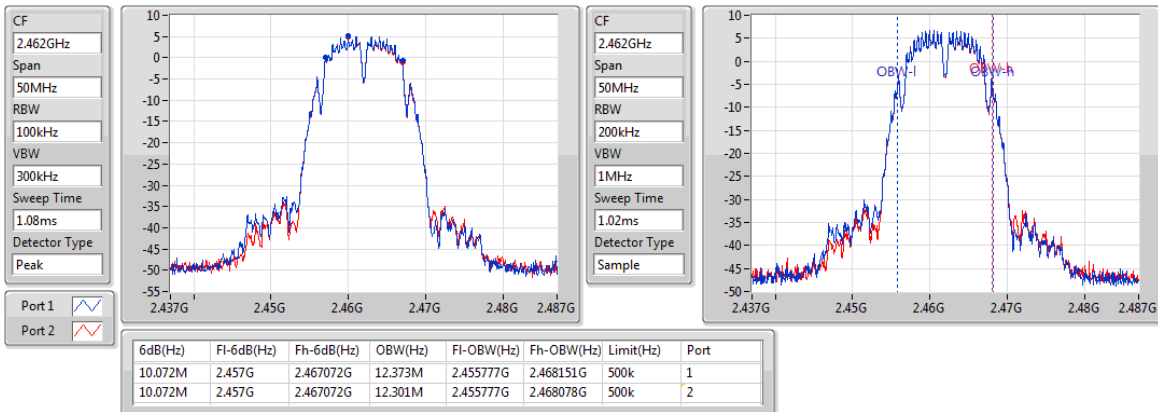 CF
2.462GHz
Span
50MHz
RBW
100kHz
VBW
300kHz
Sweep Time
1.08ms
Detector Type
Peak
Port 1
Port 2
10
5
0
-5
-10
-15
-20
-25
-30
-35
-40
-45
-50
-55
2.437G 2.45G 2.46G 2.47G 2.48G 2.487G
CF
2.462GHz
Span
50MHz
RBW
200kHz
VBW
1MHz
Sweep Time
1.02ms
Detector Type
Sample
10
5
0
-5
-10
-15
-20
-25
-30
-35
-40
-45
-50
OBW-l OBW-h
2.437G 2.45G 2.46G 2.47G 2.48G 2.487G
6dB(Hz) Fl-6dB(Hz) Fh-6dB(Hz) OBW(Hz) Fl-OBW(Hz) Fh-OBW(Hz) Limit(Hz) Port
10.072M 2.457G 2.467072G 12.373M 2.455777G 2.468151G 500k 1
10.072M 2.457G 2.467072G 12.301M 2.455777G 2.468078G 500k 2